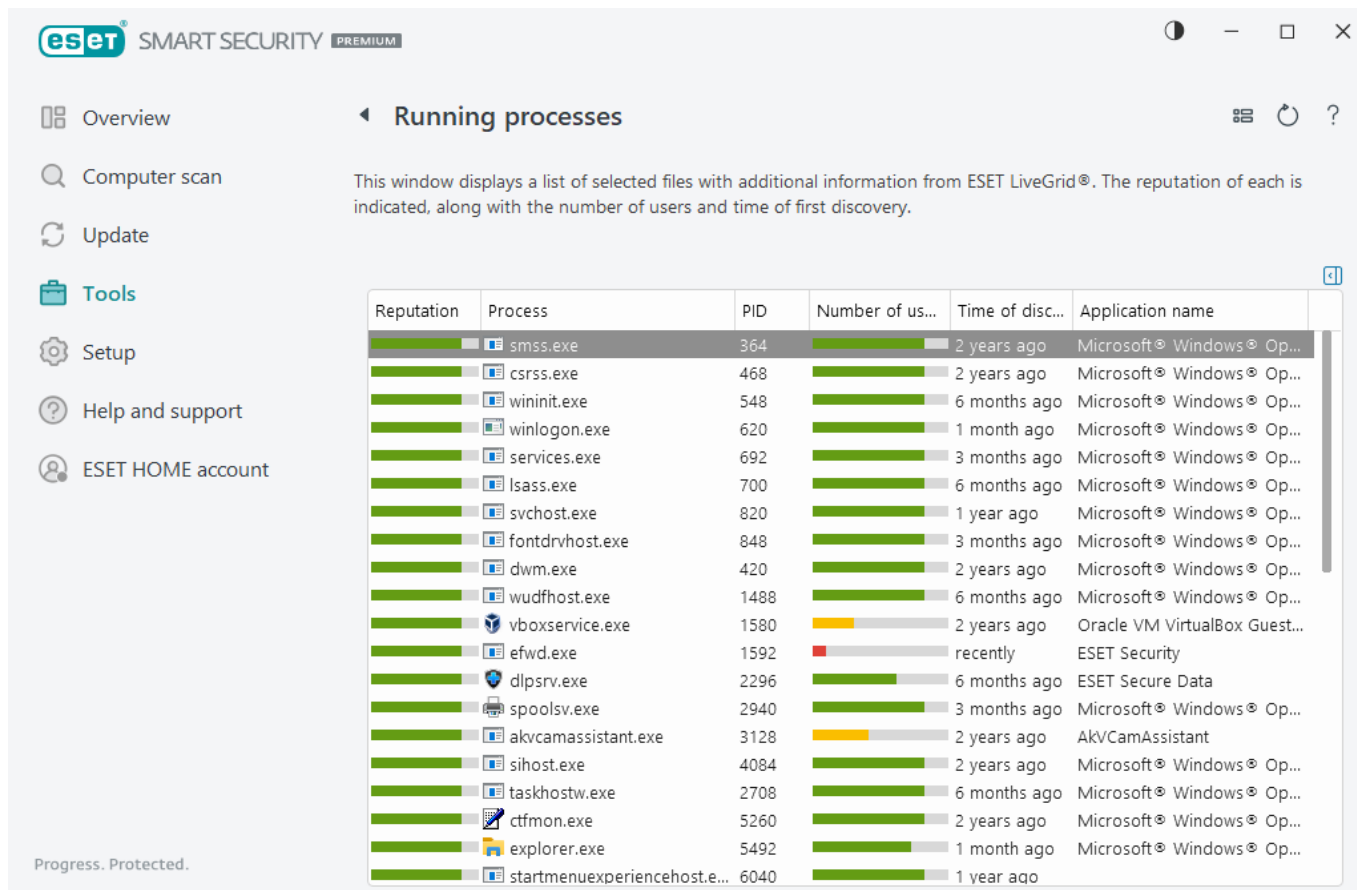 eset® SMART SECURITY PREMIUM
Overview
Computer scan
Update
Tools
Setup
Help and support
ESET HOME account
Progress. Protected.
Running processes
?
This window displays a list of selected files with additional information from ESET LiveGrid®. The reputation of each is
indicated, along with the number of users and time of first discovery.
Reputation Process PID Number of us... Time of disc... Application name
smss.exe 364 2 years ago Microsoft® Windows® Op...
csrss.exe 468 2 years ago Microsoft® Windows® Op...
wininit.exe 548 6 months ago Microsoft® Windows® Op...
winlogon.exe 620 1 month ago Microsoft® Windows® Op...
services.exe 692 3 months ago Microsoft® Windows® Op...
lsass.exe 700 6 months ago Microsoft® Windows® Op...
svchost.exe 820 1 year ago Microsoft® Windows® Op...
fontdrvhost.exe 848 3 months ago Microsoft® Windows® Op...
dwm.exe 420 2 years ago Microsoft® Windows® Op...
wudfhost.exe 1488 6 months ago Microsoft® Windows® Op...
vboxservice.exe 1580 2 years ago Oracle VM VirtualBox Guest...
efwd.exe 1592 recently ESET Security
dlpsrv.exe 2296 6 months ago ESET Secure Data
spoolsv.exe 2940 3 months ago Microsoft® Windows® Op...
akvcamassistant.exe 3128 2 years ago AkVCamAssistant
sihost.exe 4084 2 years ago Microsoft® Windows® Op...
taskhostw.exe 2708 6 months ago Microsoft® Windows® Op...
ctfmon.exe 5260 2 years ago Microsoft® Windows® Op...
explorer.exe 5492 1 month ago Microsoft® Windows® Op...
startmenuexperiencehost.e... 6040 1 year ago